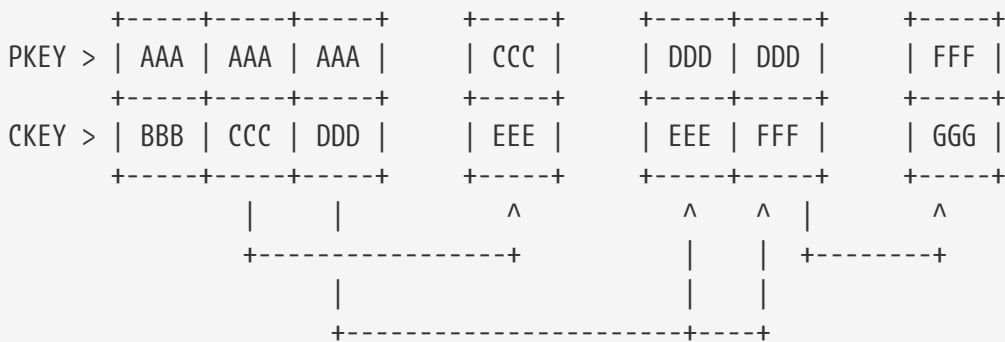 +-----+-----+-----+     +-----+     +-----+-----+     +-----+
PKEY > | AAA | AAA | AAA |     | CCC |     | DDD | DDD |     | FFF |
       +-----+-----+-----+     +-----+     +-----+-----+     +-----+
CKEY > | BBB | CCC | DDD |     | EEE |     | EEE | FFF |     | GGG |
       +-----+-----+-----+     +-----+     +-----+-----+     +-----+
                |     |           ^           ^    ^  |        ^
                +-----------------+           |    |  +--------+
                      |                       |    |
                      +-----------------------+----+